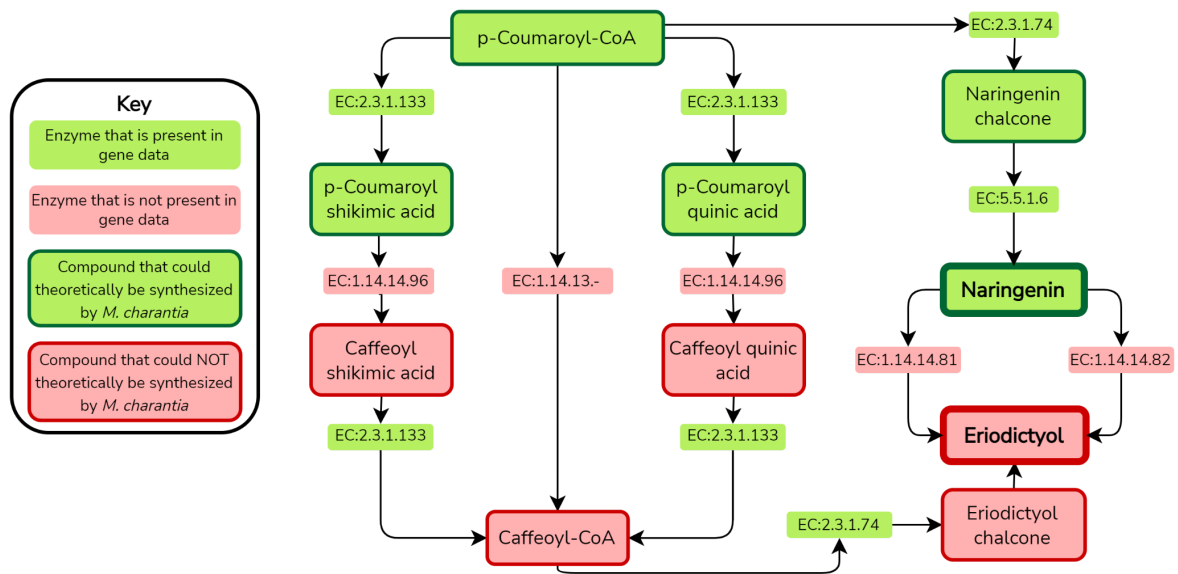 Key
Enzyme that is present in
gene data
Enzyme that is not present in
gene data
Compound that could
theoretically be synthesized
by M. charantia
Compound that could NOT
theoretically be synthesized
by M. charantia
p-Coumaroyl-CoA
EC:2.3.1.133
p-Coumaroyl
shikimic acid
EC:1.14.14.96
Caffeoyl
shikimic acid
EC:2.3.1.133
EC:1.14.13.-
Caffeoyl-CoA
EC:2.3.1.133
p-Coumaroyl
quinic acid
EC:1.14.14.96
Caffeoyl quinic
acid
EC:2.3.1.133
EC:2.3.1.74
Naringenin
chalcone
EC:5.5.1.6
Naringenin
EC:1.14.14.81
EC:1.14.14.82
Eriodictyol
EC:2.3.1.74
Eriodictyol
chalcone